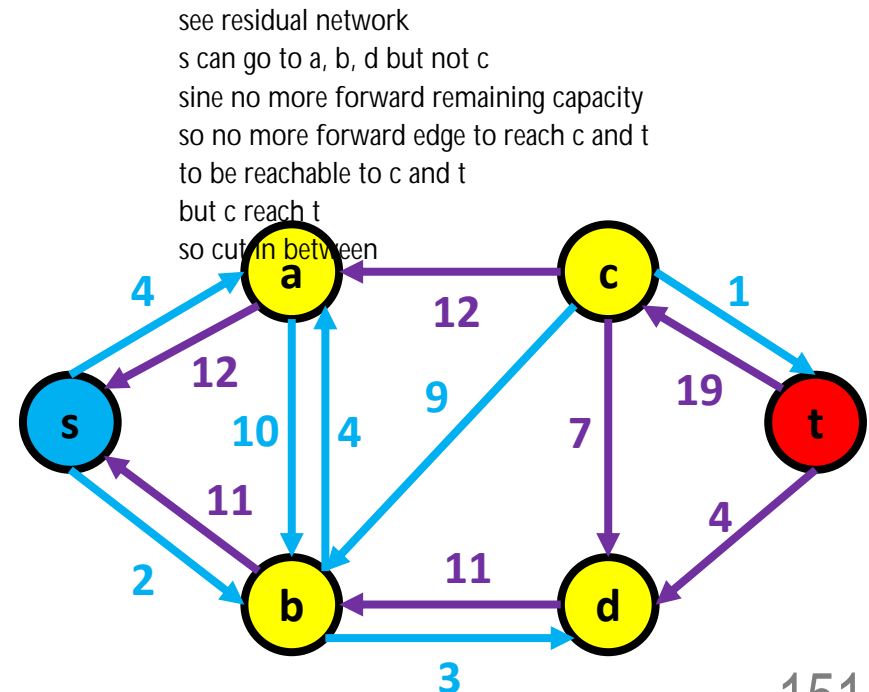 see residual network
s can go to a, b, d but not c
sine no more forward remaining capacity
so no more forward edge to reach c and t
to be reachable to c and t
but c reach t
so cut in between
a
c
4
12
1
12
9
19
s
10
4
7
t
11
4
2
11
b
d
3
151